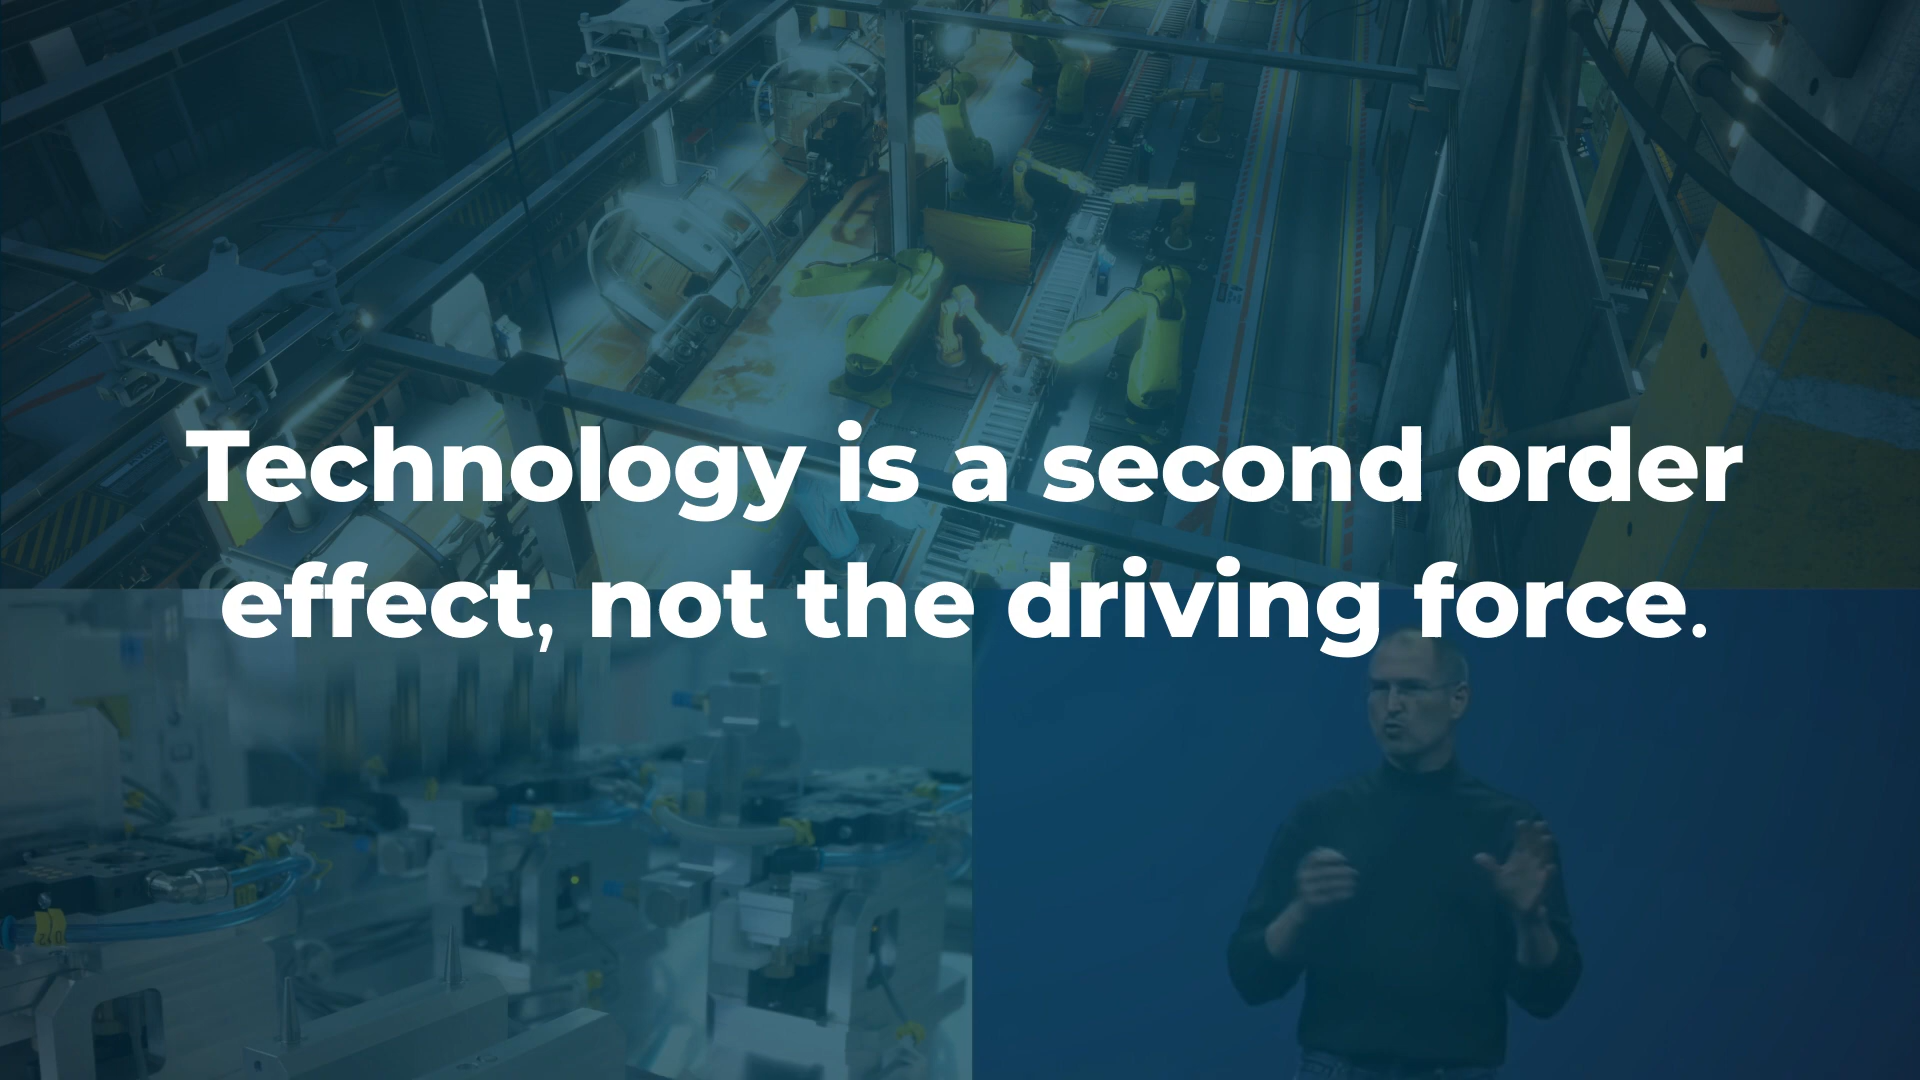 Technology is a second order
effect, not the driving force.